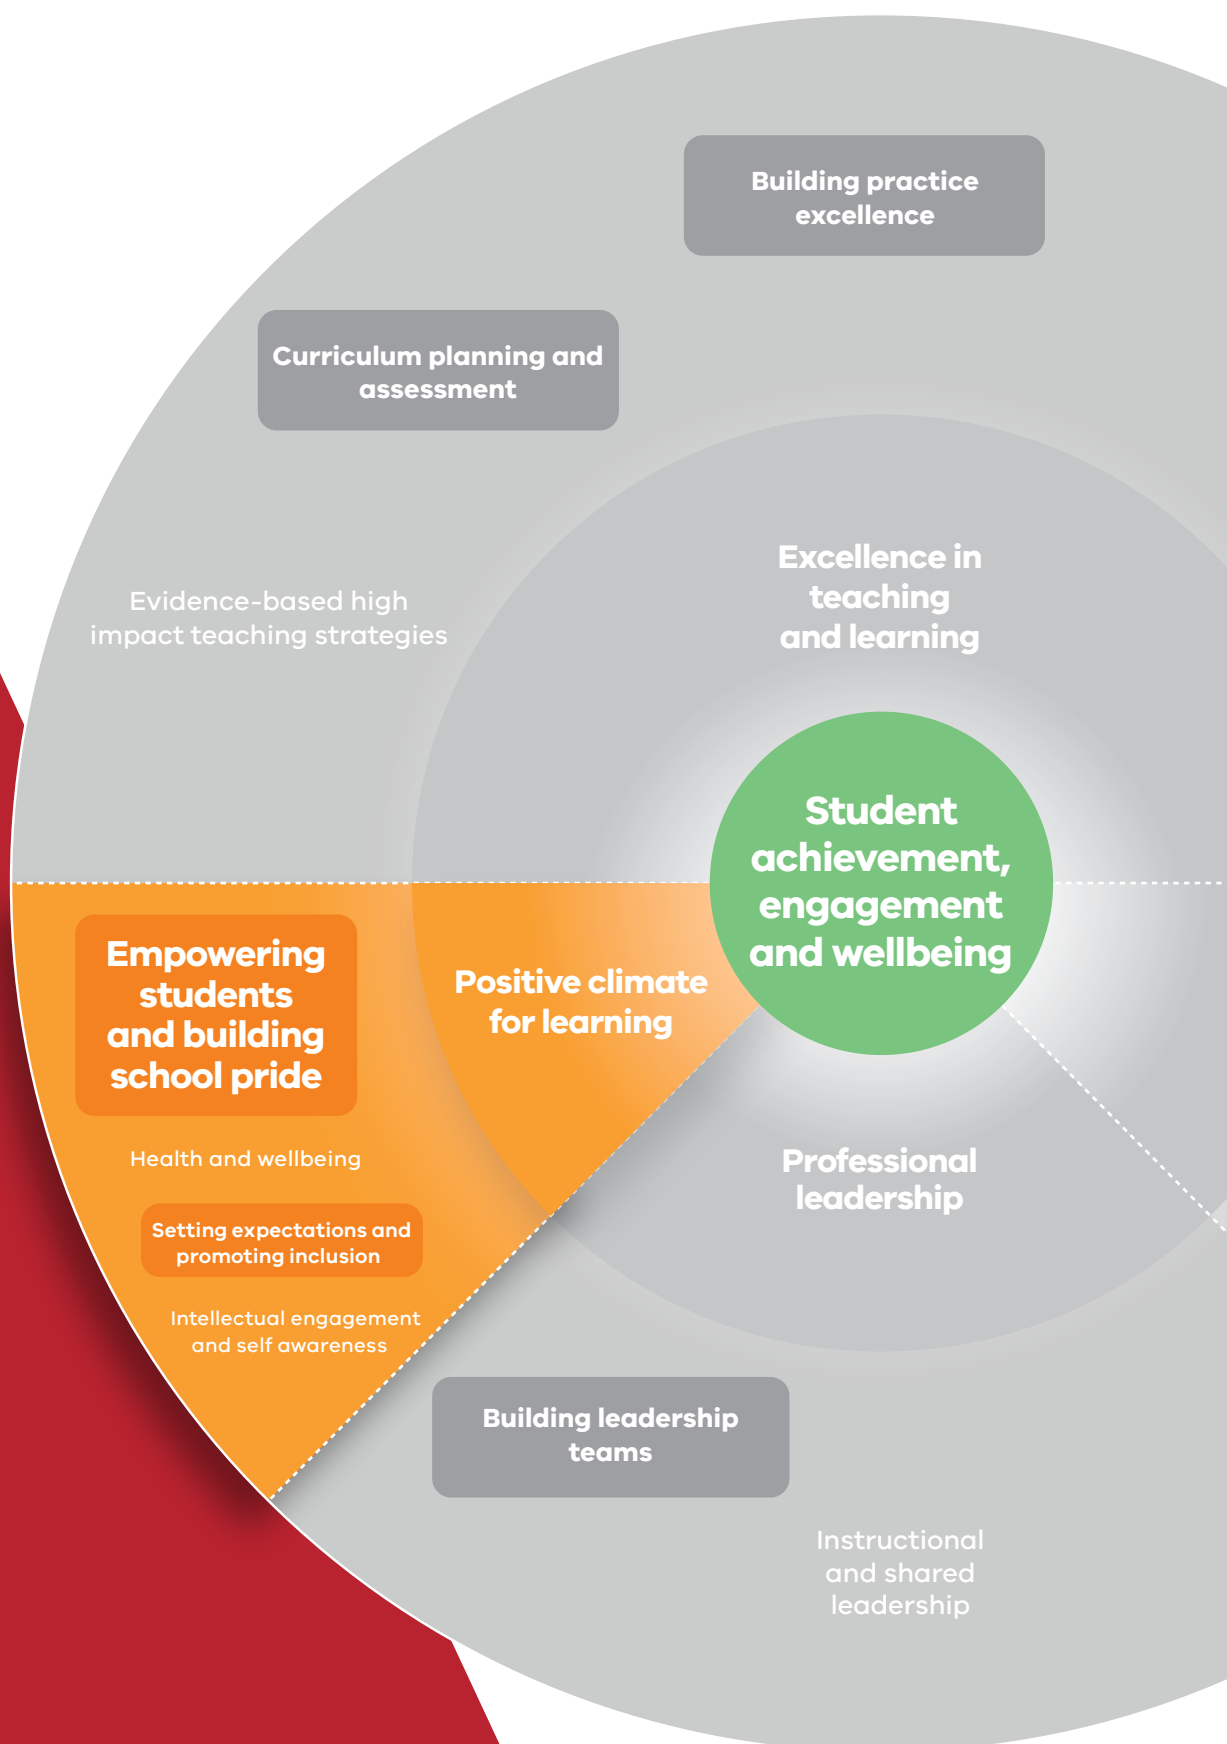 Building practice
excellence
Curriculum planning and
assessment
Evidence-based high
impact teaching strategies
Excellence in
teaching
and learning
Student
achievement,
engagement
and wellbeing
Positive climate
for learning
Empowering
students
and building
school pride
Health and wellbeing
Setting expectations and
promoting inclusion
Intellectual engagement
and self awareness
Professional
leadership
Building leadership
teams
Instructional
and shared
leadership